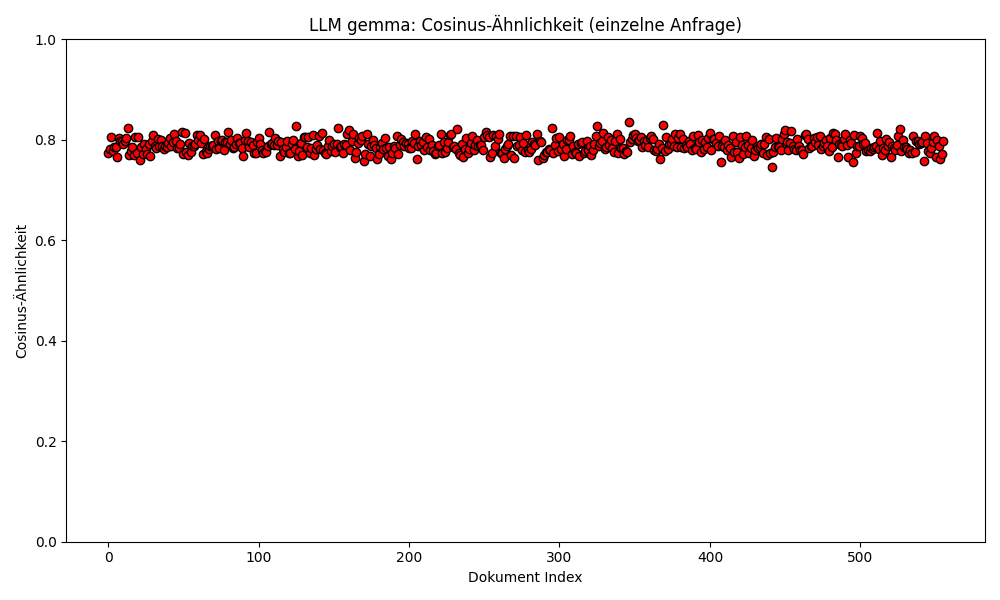 LLM gemma: Cosinus-Ähnlichkeit (einzelne Anfrage)
1.0
0.8
0.6
0.4
0.2
0.0
Cosinus-Ähnlichkeit
0 100 200 300 400 500
Dokument Index